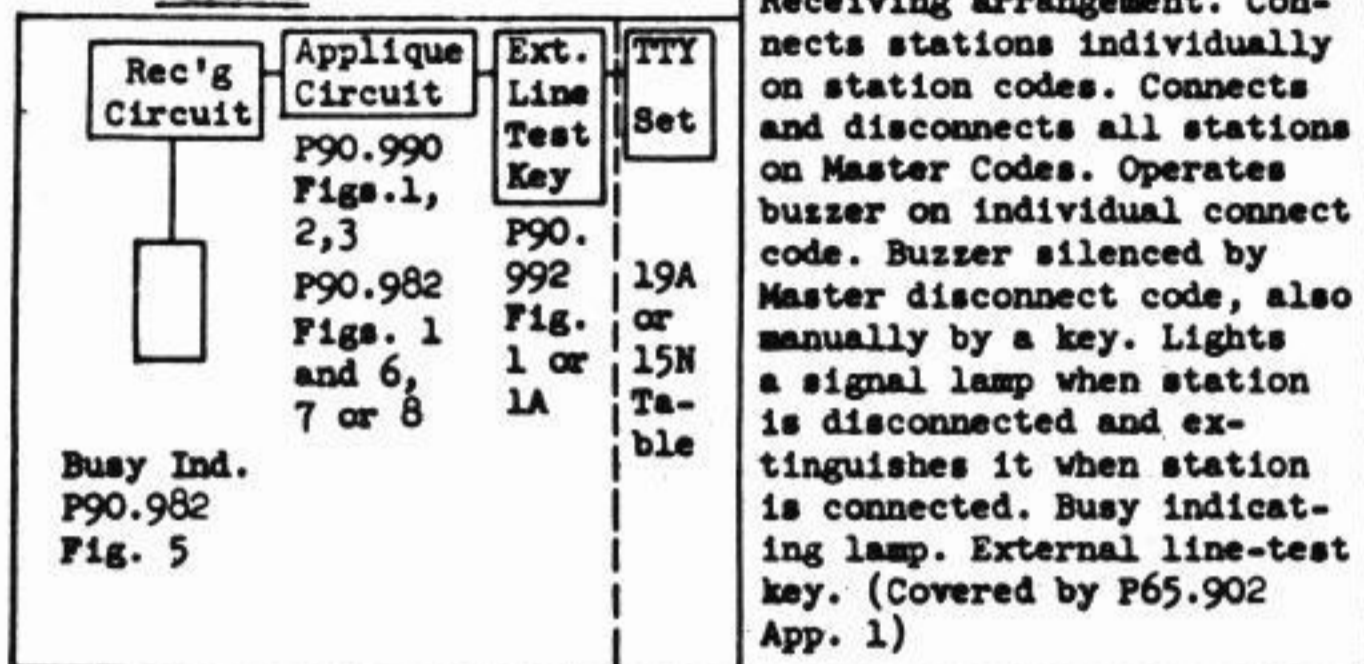 Rec'g
Circuit
Applique
Circuit
P90.990
Figs.1,
2,3
P90.982
Figs. 1
and 6,
7 or 8
Ext.
Line
Test
Key
P90.
992
Fig.
1 or
1A
TTY
Set
19A
or
15N
Ta-
ble
Busy Ind.
P90.982
Fig. 5
Receiving arrangement. Con-
nects stations individually
on station codes. Connects
and disconnects all stations
on Master Codes. Operates
buzzer on individual connect
code. Buzzer silenced by
Master disconnect code, also
manually by a key. Lights
a signal lamp when station
is disconnected and ex-
tinguishes it when station
is connected. Busy indicat-
ing lamp. External line-test
key. (Covered by P65.902
App. 1)